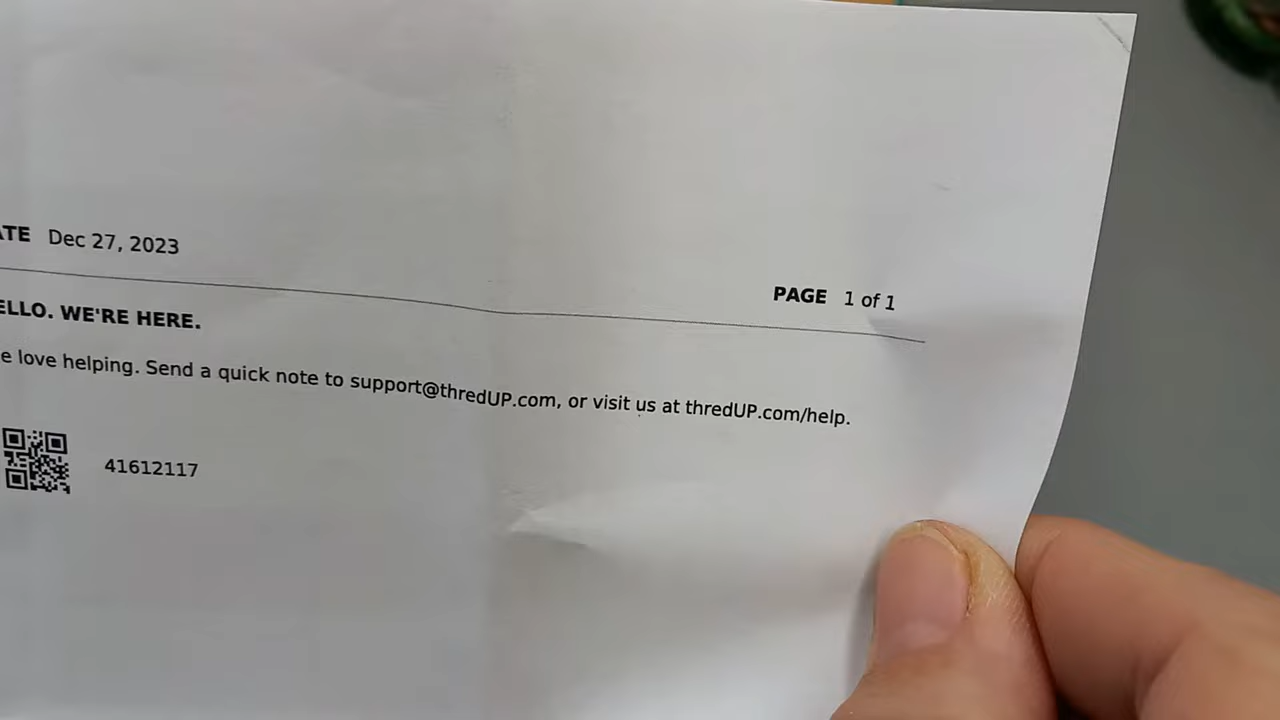 ATE Dec 27, 2023
PAGE 1 of 1
ELLO. WE'RE HERE.
e love helping. Send a quick note to support@thredUP.com, or visit us at thredUP.com/help.
41612117